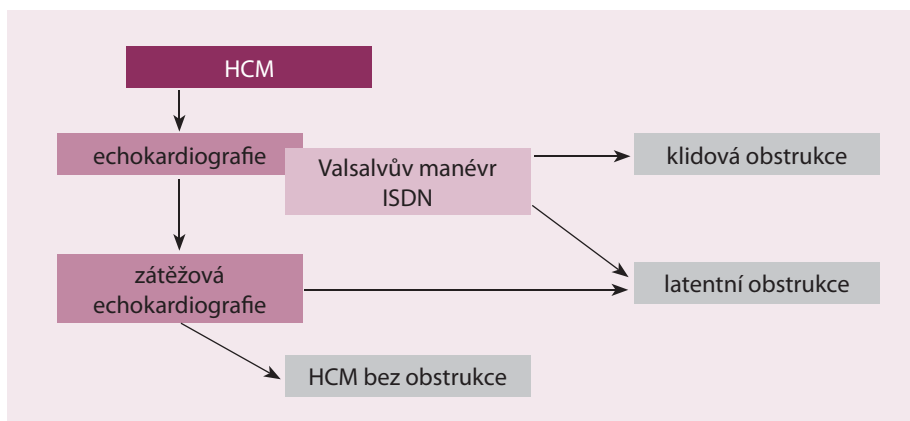 HCM
echokardiografie
Valsalvův manévr
ISDN
klidová obstrukce
zátěžová
echokardiografie
latentní obstrukce
HCM bez obstrukce